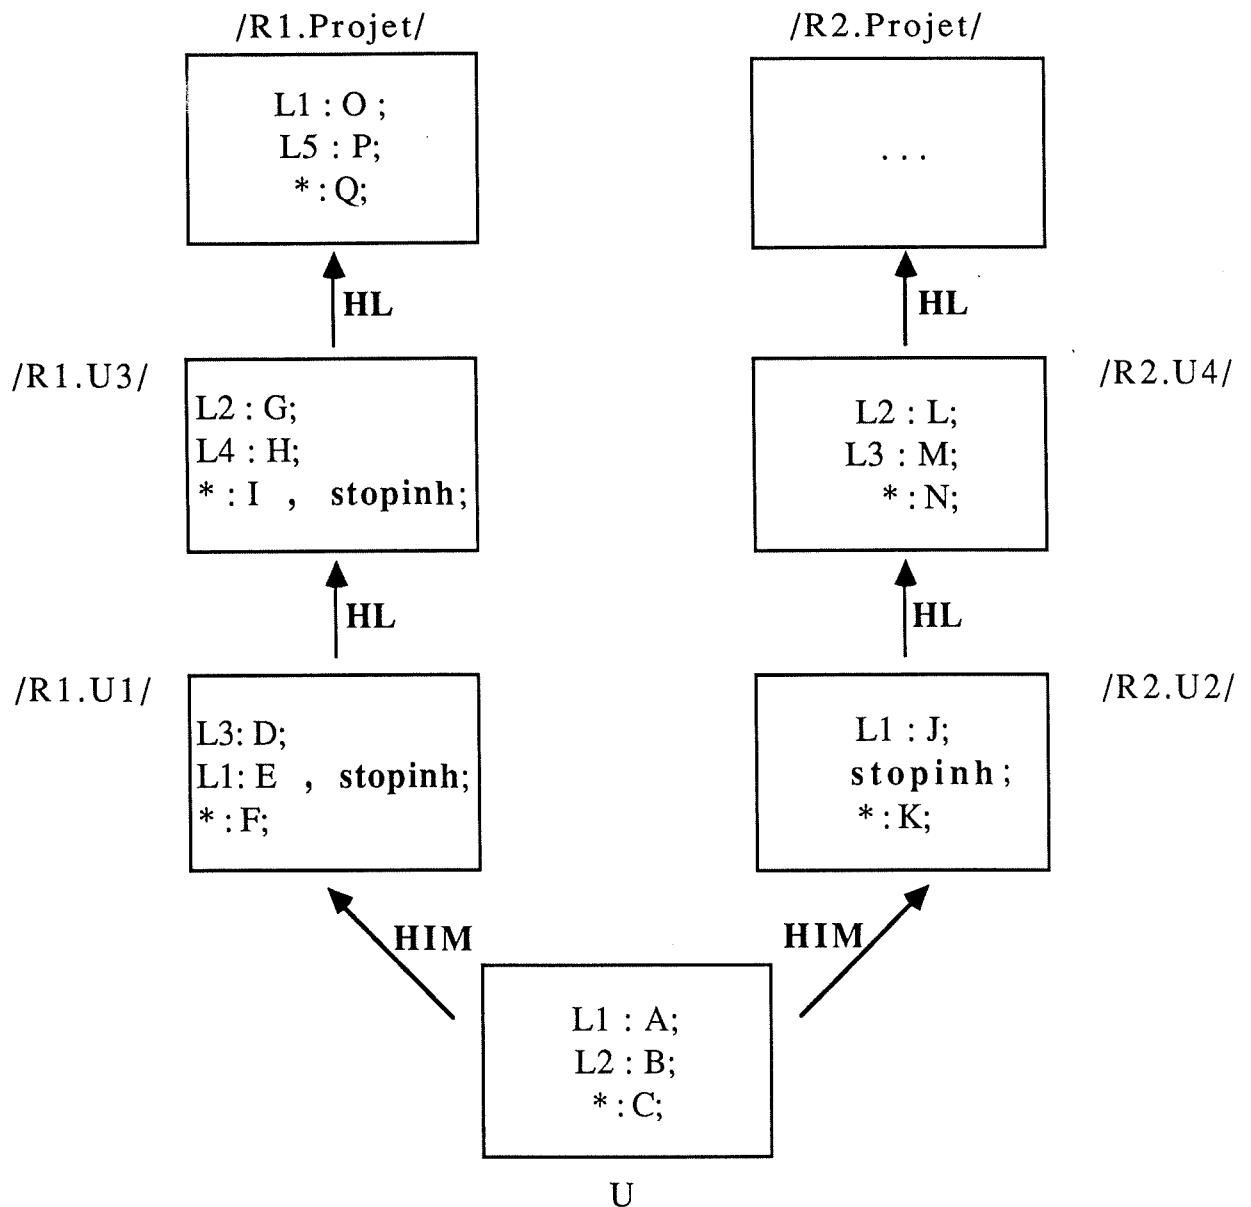 /R1.Projet/
/R2.Projet/
L1 : O ;
L5 : P;
* : Q;
. . .
HL
HL
/R1.U3/
/R2.U4/
L2 : G;
L4 : H;
* : I , stopinh;
L2 : L;
L3 : M;
* : N;
HL
HL
/R1.U1/
/R2.U2/
L3: D;
L1: E , stopinh;
* : F;
L1 : J;
stopinh;
* : K;
HIM
HIM
L1 : A;
L2 : B;
* : C;
U